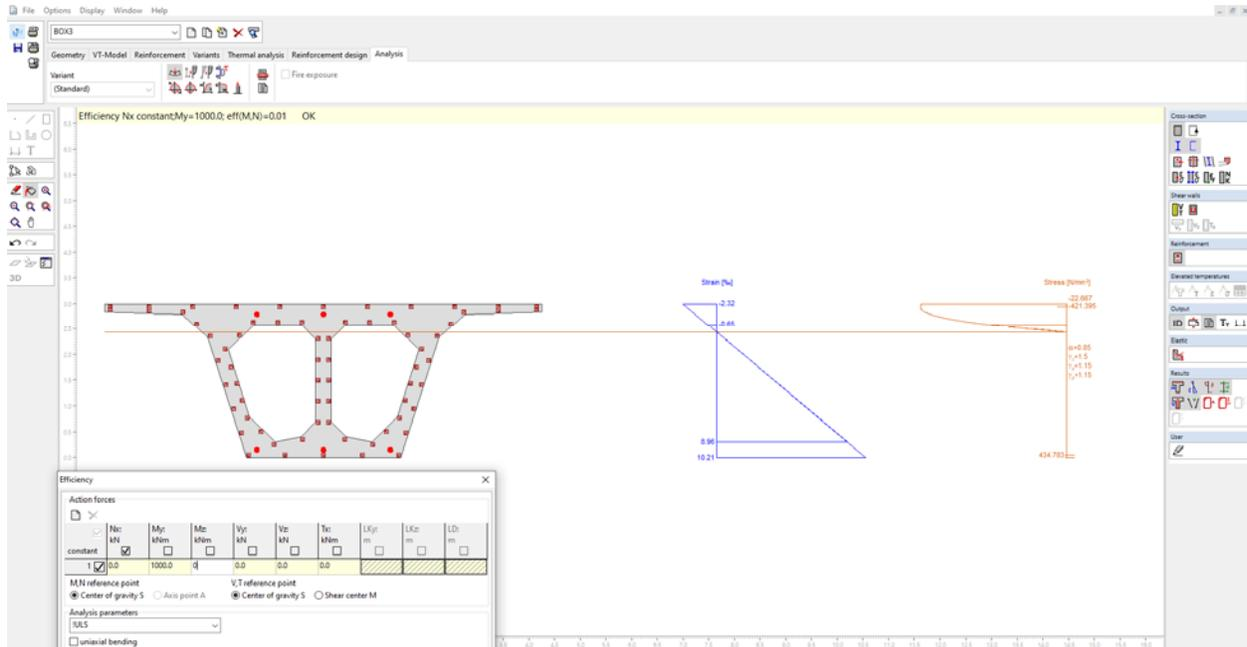 File Options Display Window Help
BOX3
Geometry VT-Model Reinforcement Variants Thermal analysis Reinforcement design Analysis
Variant
(Standard)
Fire exposure
Efficiency Nx constant;My=1000.0; eff(M,N)=0.01 OK
Cross-section
Shear walls
Reinforcement
Elevated temperatures
Output
Elastic
Results
User
3D
Strain [‰]
-2.32
-0.65
8.96
10.21
Stress [N/mm²]
-22.667
-421.395
α=0.85
434.783
Efficiency
Action forces
Nx: My: Mz: Vy: Vz: Tx: LKy: LKz: LD:
kN kNm kNm kN kN kNm m m m
constant
1 0.0 1000.0 0 0.0 0.0 0.0
M,N reference point V,T reference point
Center of gravity S Axis point A Center of gravity S Shear center M
Analysis parameters
!ULS
uniaxial bending